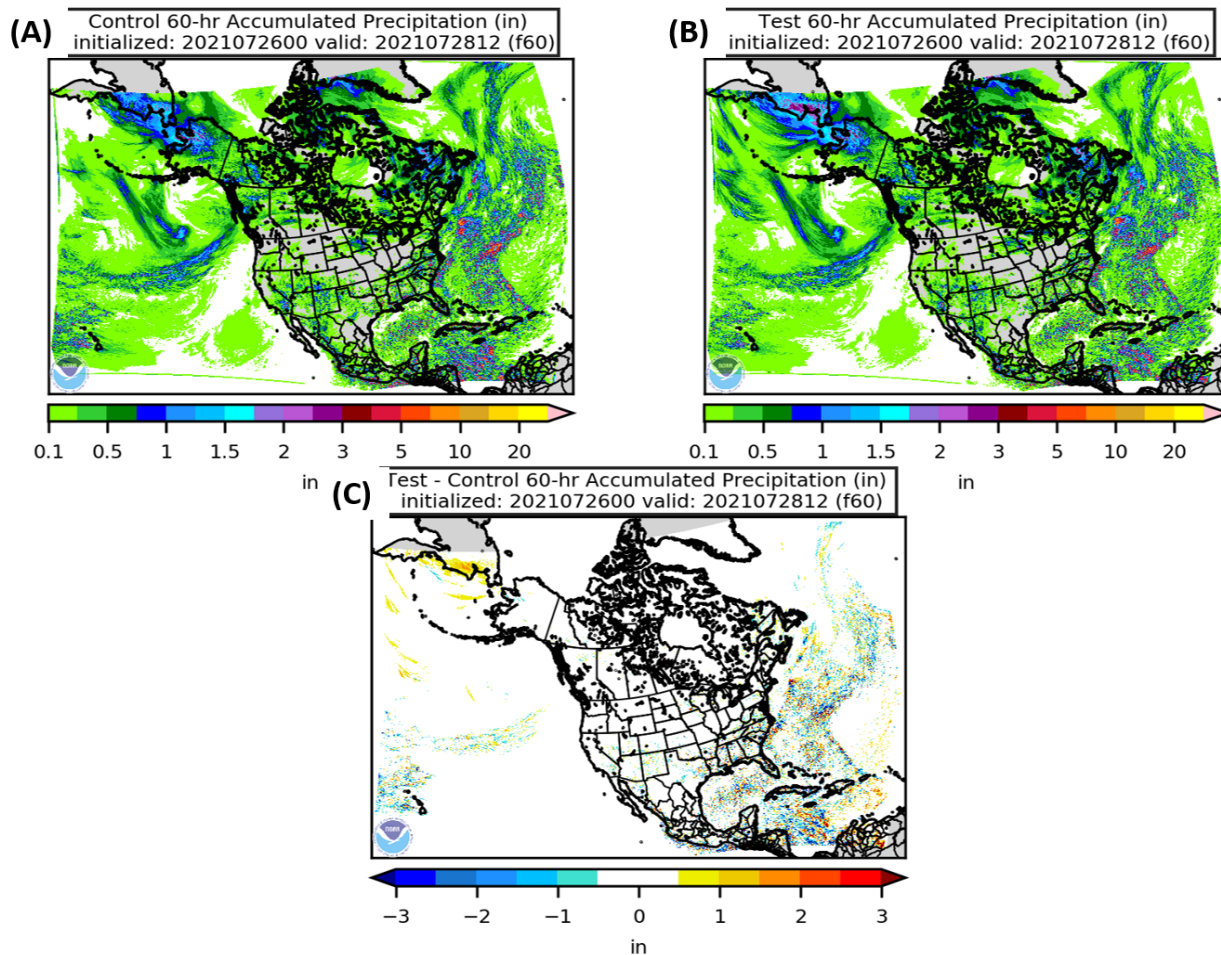 (A)
Control 60-hr Accumulated Precipitation (in)
initialized: 2021072600 valid: 2021072812 (f60)
0.1 0.5 1 1.5 2 3 5 10 20
in
(B)
Test 60-hr Accumulated Precipitation (in)
initialized: 2021072600 valid: 2021072812 (f60)
0.1 0.5 1 1.5 2 3 5 10 20
in
(C)
Test - Control 60-hr Accumulated Precipitation (in)
initialized: 2021072600 valid: 2021072812 (f60)
NOAA
−3 −2 −1 0 1 2 3
in